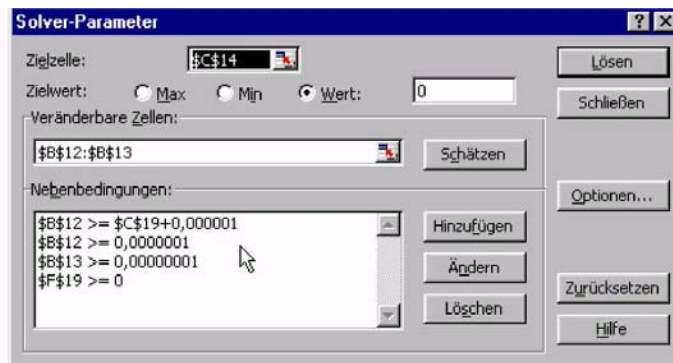 Solver-Parameter
Zielzelle: $C$14
Lösen
Zielwert: Max Min Wert: 0
Schließen
Veränderbare Zellen:
$B$12:$B$13
Schätzen
Nebenbedingungen:
Optionen...
$B$12 >= $C$19+0,000001
$B$12 >= 0,0000001
$B$13 >= 0,00000001
$F$19 >= 0
Hinzufügen
Ändern
Löschen
Zurücksetzen
Hilfe